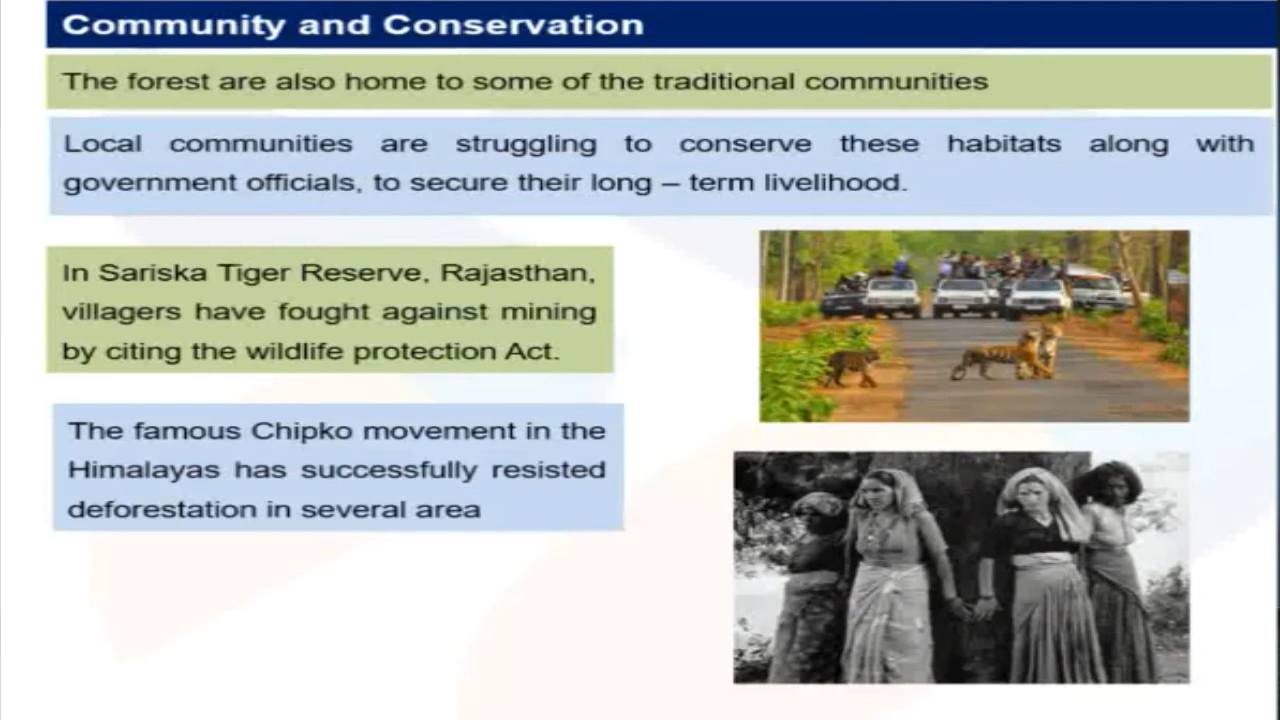 Community and Conservation
The forest are also home to some of the traditional communities
Local communities are struggling to conserve these habitats along with
government officials, to secure their long – term livelihood.
In Sariska Tiger Reserve, Rajasthan,
villagers have fought against mining
by citing the wildlife protection Act.
The famous Chipko movement in the
Himalayas has successfully resisted
deforestation in several area